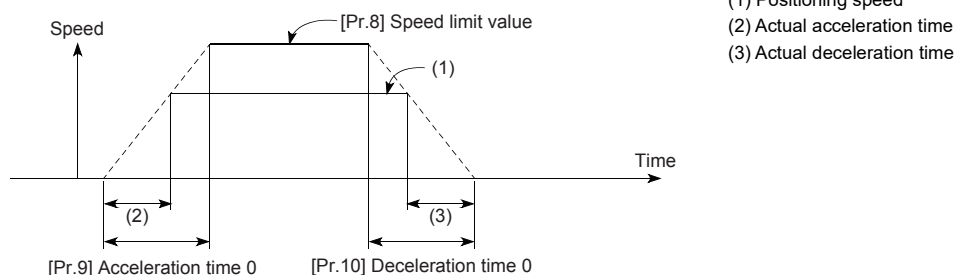 (1) Positioning speed
(2) Actual acceleration time
(3) Actual deceleration time
[Pr.8] Speed limit value
Speed
(1)
Time
(2)
(3)
[Pr.9] Acceleration time 0
[Pr.10] Deceleration time 0